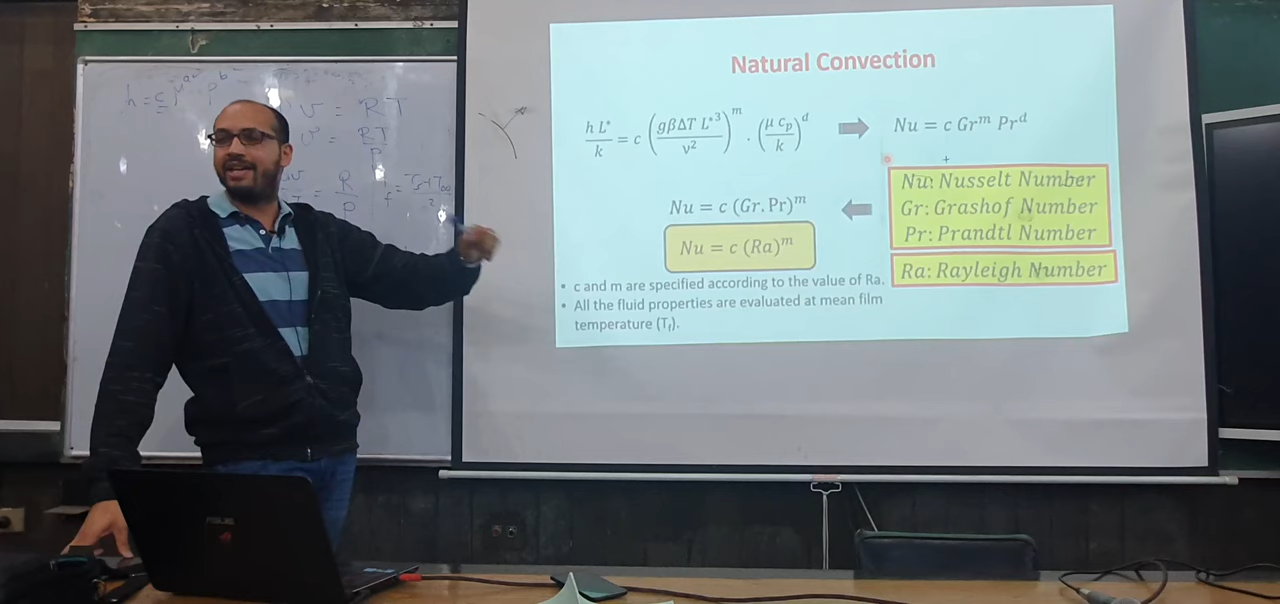 h = c μ^a P^b
v = RT
v = RT/P
= R/P
f =
Natural Convection
h L*/k = c (gβΔT L*³/ν²)^m . (μ c_p/k)^d
Nu = c Gr^m Pr^d
Nu: Nusselt Number
Gr: Grashof Number
Pr: Prandtl Number
Ra: Rayleigh Number
Nu = c (Gr.Pr)^m
Nu = c (Ra)^m
• c and m are specified according to the value of Ra.
• All the fluid properties are evaluated at mean film
temperature (T_f).
ASUS